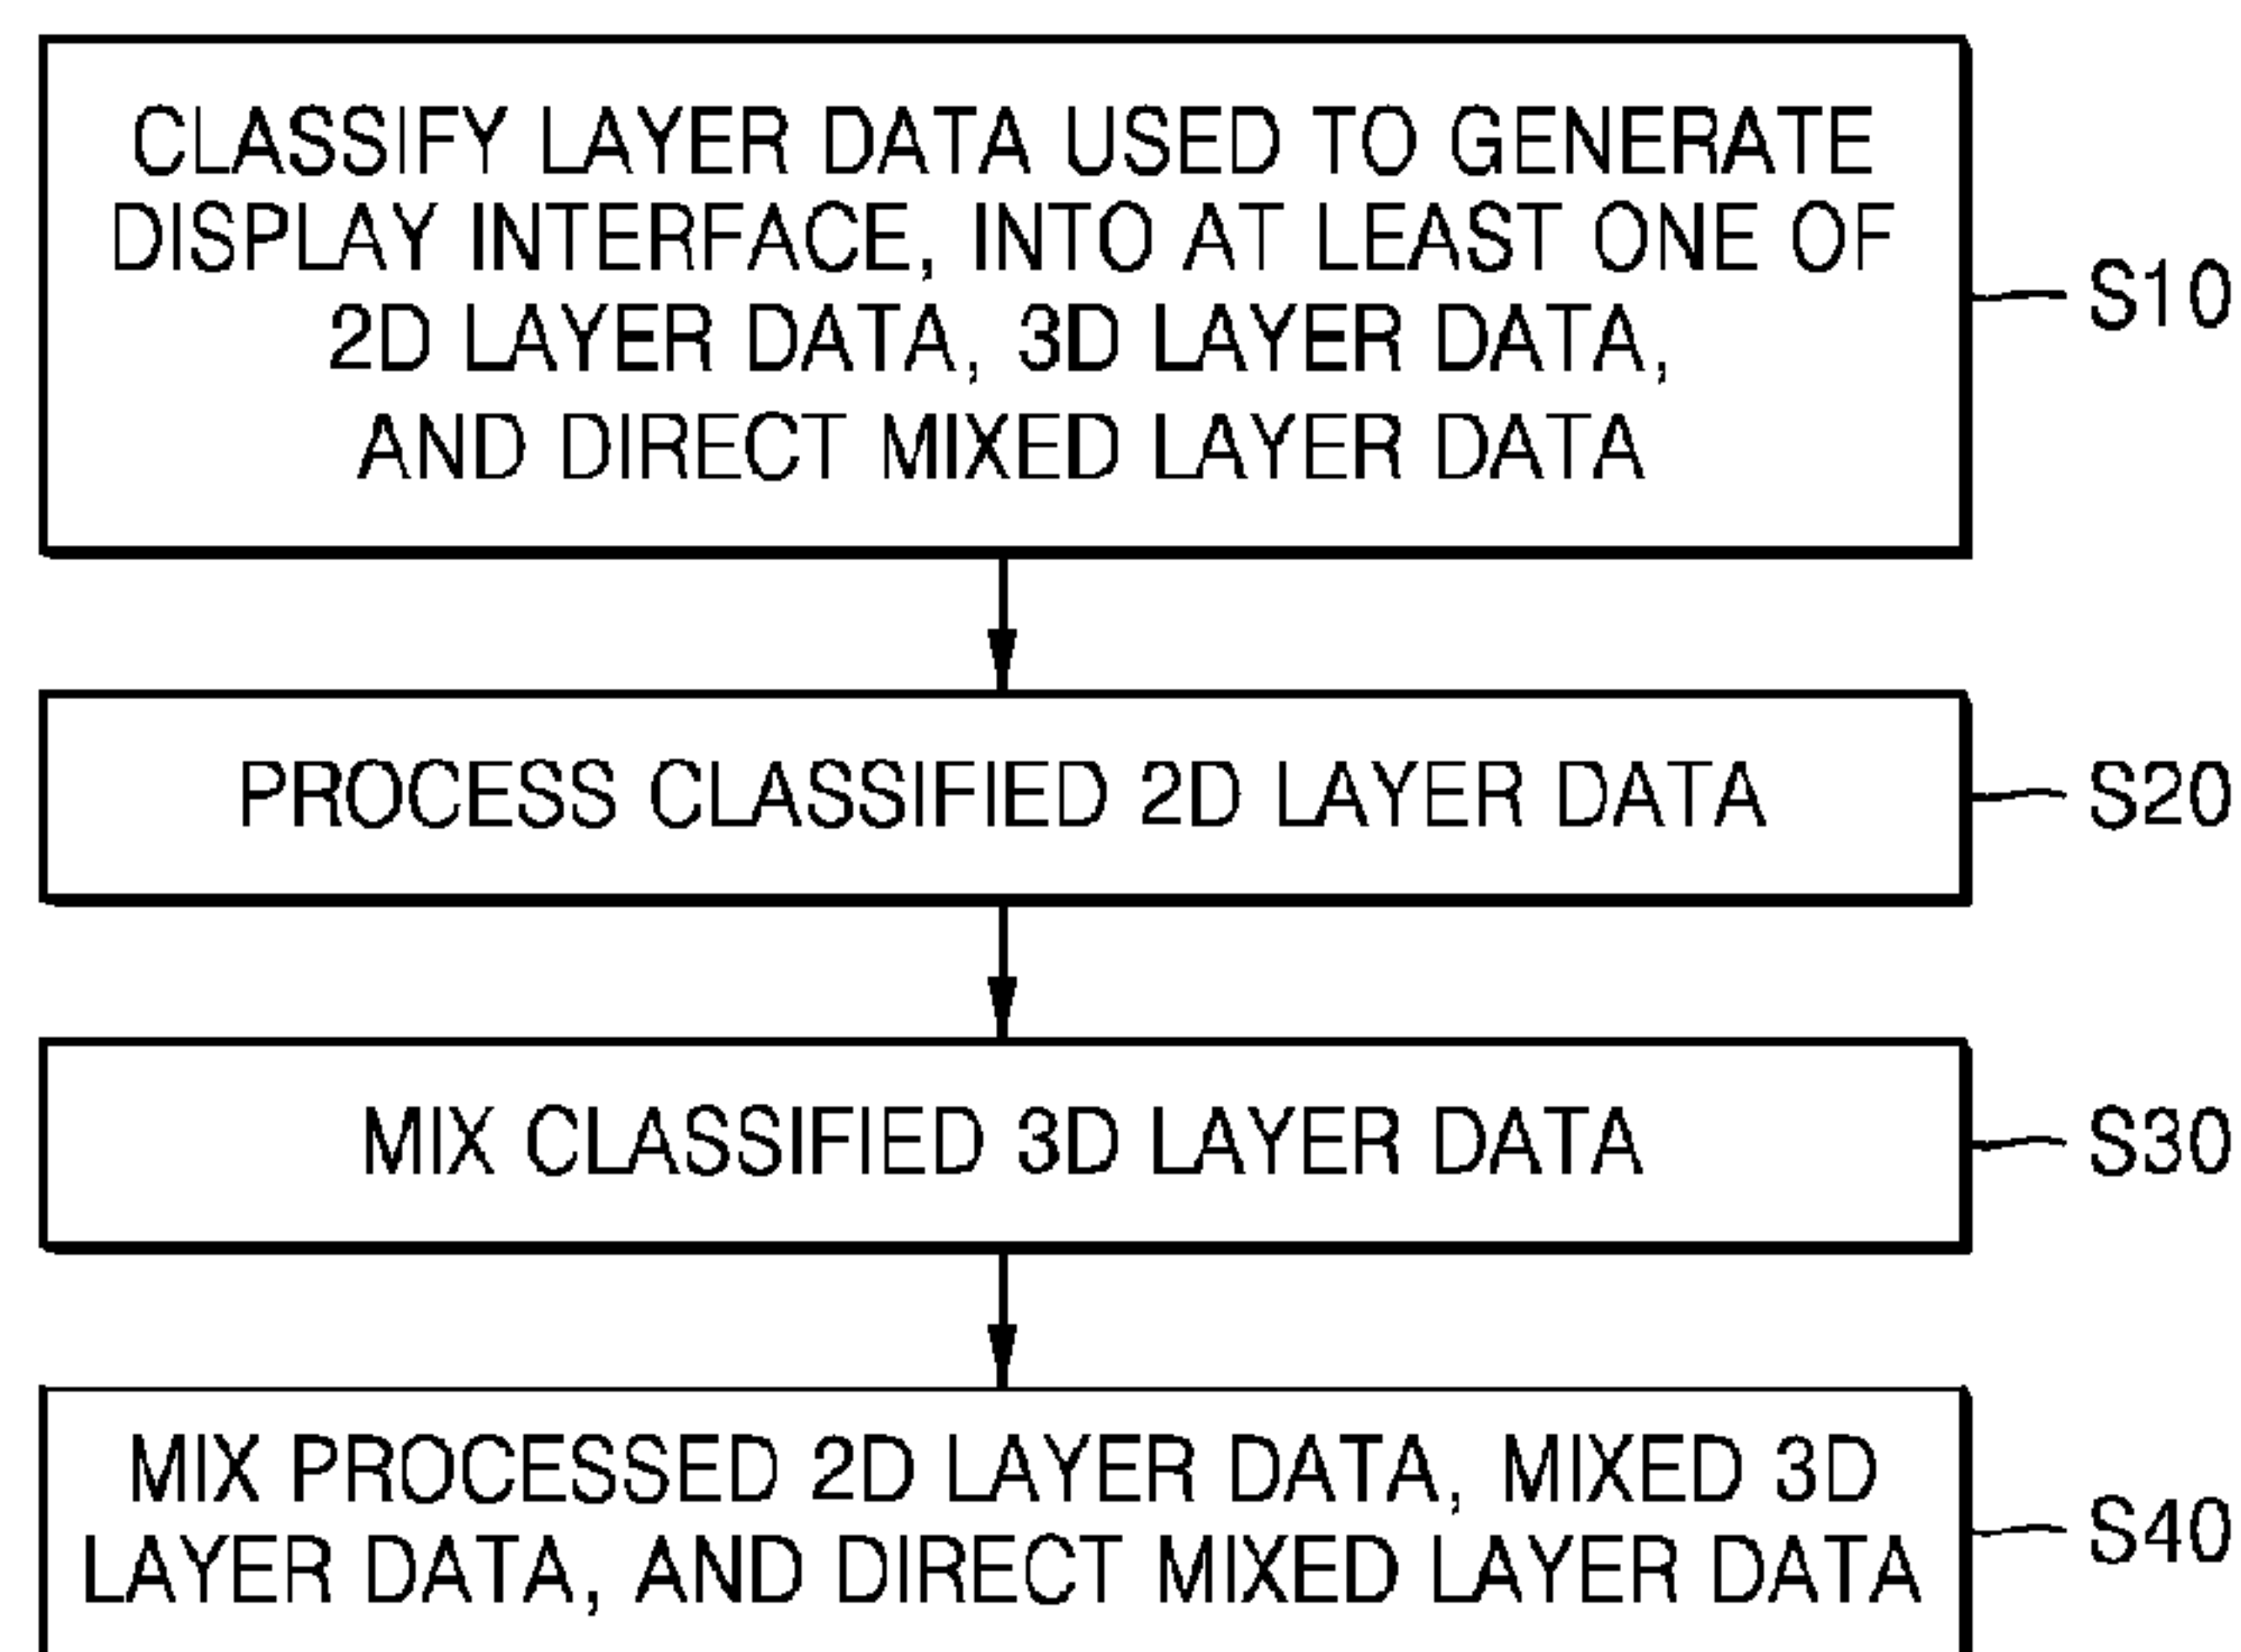 CLASSIFY LAYER DATA USED TO GENERATE
DISPLAY INTERFACE, INTO AT LEAST ONE OF
2D LAYER DATA, 3D LAYER DATA,
AND DIRECT MIXED LAYER DATA
S10
PROCESS CLASSIFIED 2D LAYER DATA
S20
MIX CLASSIFIED 3D LAYER DATA
S30
MIX PROCESSED 2D LAYER DATA, MIXED 3D
LAYER DATA, AND DIRECT MIXED LAYER DATA
S40